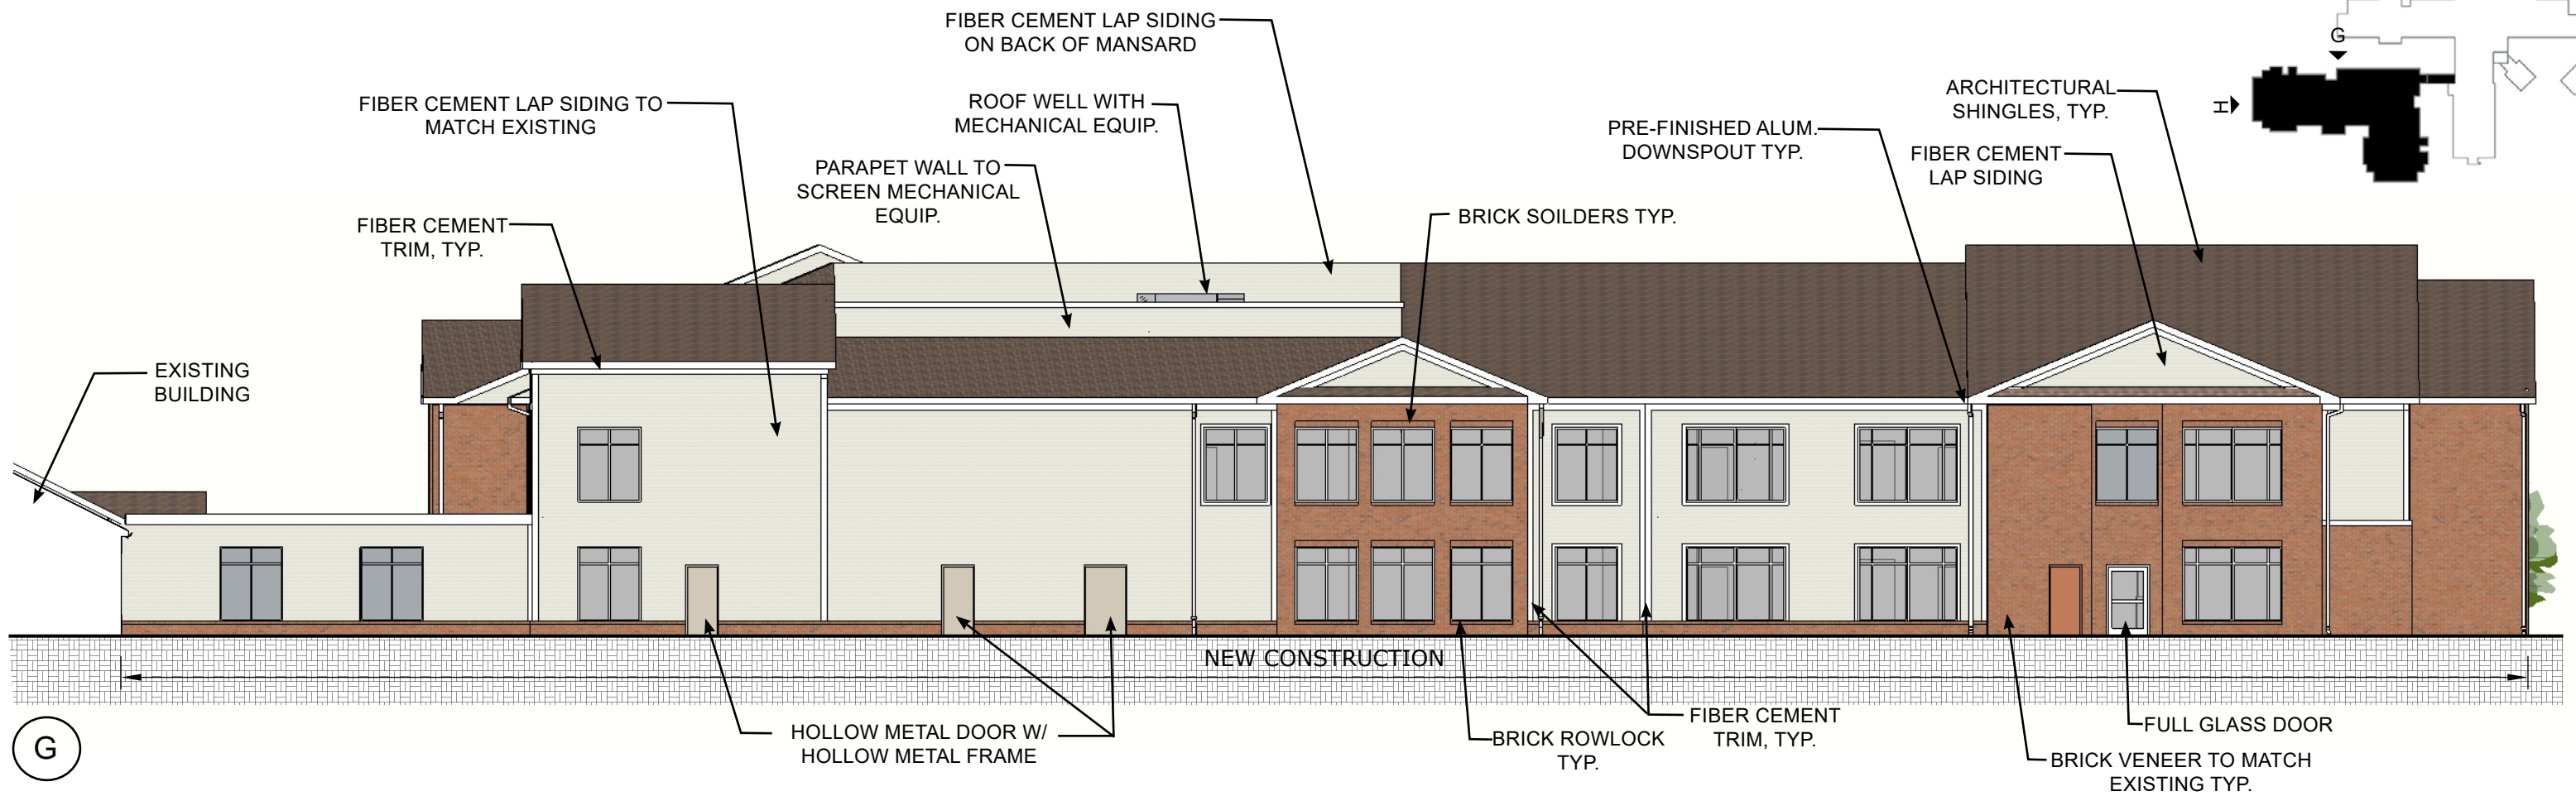 FIBER CEMENT LAP SIDING
ON BACK OF MANSARD
G
H
FIBER CEMENT LAP SIDING TO
MATCH EXISTING
ROOF WELL WITH
MECHANICAL EQUIP.
ARCHITECTURAL
SHINGLES, TYP.
PRE-FINISHED ALUM.
DOWNSPOUT TYP.
FIBER CEMENT
LAP SIDING
PARAPET WALL TO
SCREEN MECHANICAL
EQUIP.
FIBER CEMENT
TRIM, TYP.
BRICK SOILDERS TYP.
EXISTING
BUILDING
NEW CONSTRUCTION
G
HOLLOW METAL DOOR W/
HOLLOW METAL FRAME
BRICK ROWLOCK
TYP.
FIBER CEMENT
TRIM, TYP.
FULL GLASS DOOR
BRICK VENEER TO MATCH
EXISTING TYP.